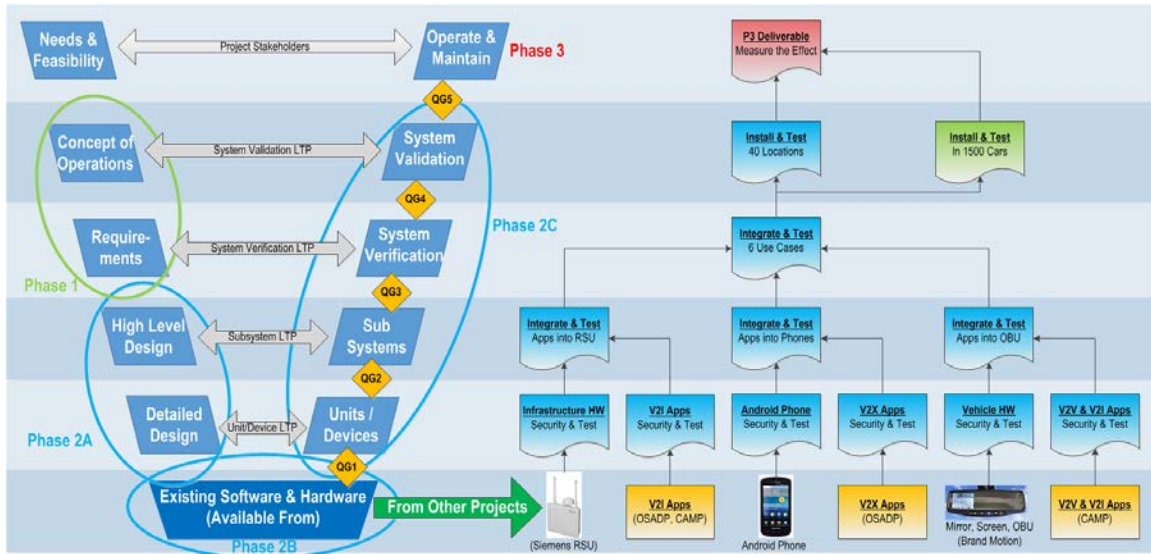 Needs &
Feasibility
Project Stakeholders
Operate &
Maintain
Phase 3
QG5
Concept of
Operations
System Validation LTP
System
Validation
QG4
Phase 2C
Require-
ments
System Verification LTP
System
Verification
Phase 1
QG3
High Level
Design
Subsystem LTP
Sub
Systems
QG2
Phase 2A
Detailed
Design
Unit/Device LTP
Units /
Devices
QG1
Existing Software & Hardware
(Available From)
Phase 2B
From Other Projects
P3 Deliverable
Measure the Effect
Install & Test
40 Locations
Install & Test
In 1500 Cars
Integrate & Test
6 Use Cases
Integrate & Test
Apps into RSU
Integrate & Test
Apps into Phones
Integrate & Test
Apps into OBU
Infrastructure HW
Security & Test
V2I Apps
Security & Test
Android Phone
Security & Test
V2X Apps
Security & Test
Vehicle HW
Security & Test
V2V & V2I Apps
Security & Test
(Siemens RSU)
V2I Apps
(OSADP, CAMP)
Android Phone
V2X Apps
(OSADP)
Mirror, Screen, OBU
(Brand Motion)
V2V & V2I Apps
(CAMP)